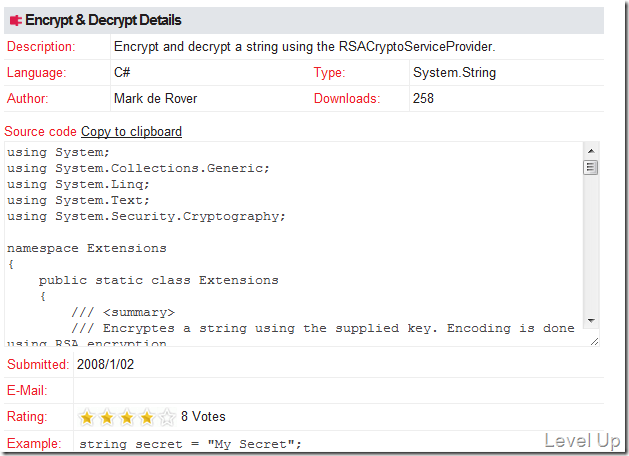 Encrypt & Decrypt Details
Description: Encrypt and decrypt a string using the RSACryptoServiceProvider.
Language: C# Type: System.String
Author: Mark de Rover Downloads: 258
Source code Copy to clipboard
using System;
using System.Collections.Generic;
using System.Linq;
using System.Text;
using System.Security.Cryptography;
namespace Extensions
{
public static class Extensions
{
/// <summary>
/// Encryptes a string using the supplied key. Encoding is done
using RSA encryption
Submitted: 2008/1/02
E-Mail:
Rating: 8 Votes
Example: string secret = "My Secret";
Level Up